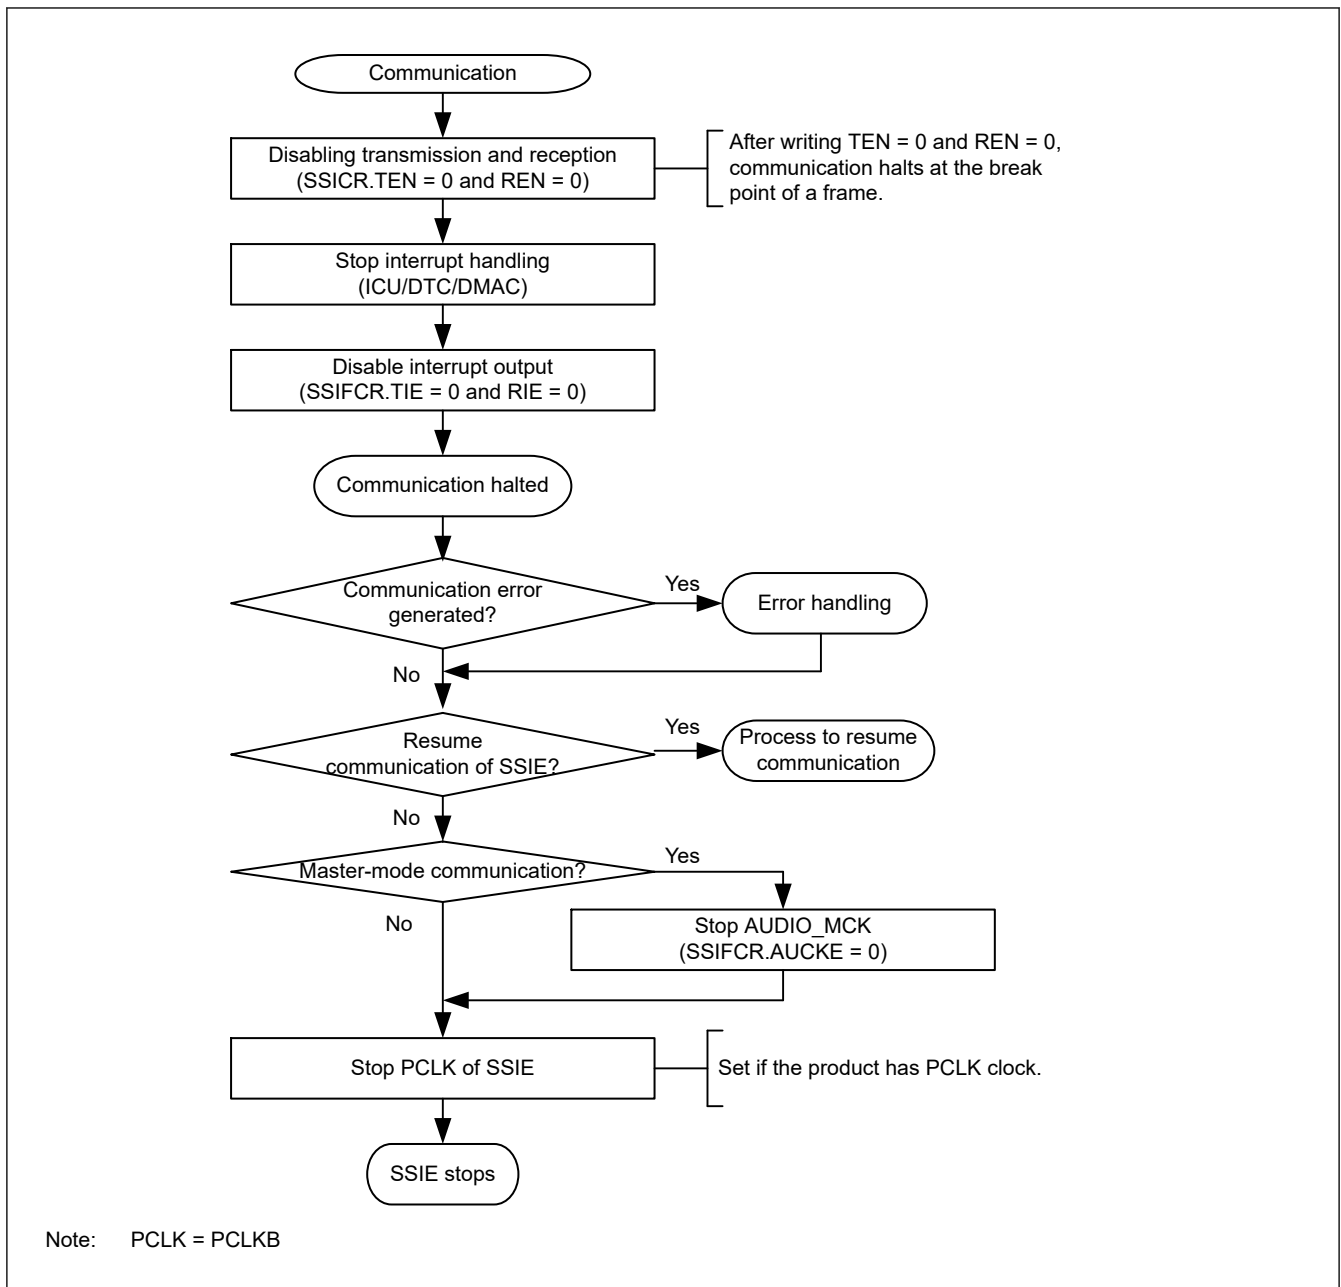 Communication
Disabling transmission and reception
(SSICR.TEN = 0 and REN = 0)
After writing TEN = 0 and REN = 0,
communication halts at the break
point of a frame.
Stop interrupt handling
(ICU/DTC/DMAC)
Disable interrupt output
(SSIFCR.TIE = 0 and RIE = 0)
Communication halted
Communication error
generated?
Yes
Error handling
No
Resume
communication of SSIE?
Yes
Process to resume
communication
No
Master-mode communication?
Yes
No
Stop AUDIO_MCK
(SSIFCR.AUCKE = 0)
Stop PCLK of SSIE
Set if the product has PCLK clock.
SSIE stops
Note: PCLK = PCLKB